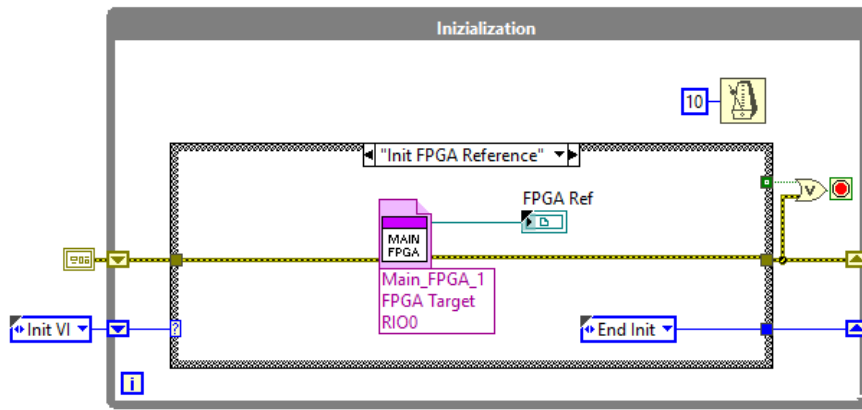 Inizialization
10
"Init FPGA Reference"
FPGA Ref
MAIN
FPGA
Main_FPGA_1
FPGA Target
RIO0
V
Init VI
?
End Init
i